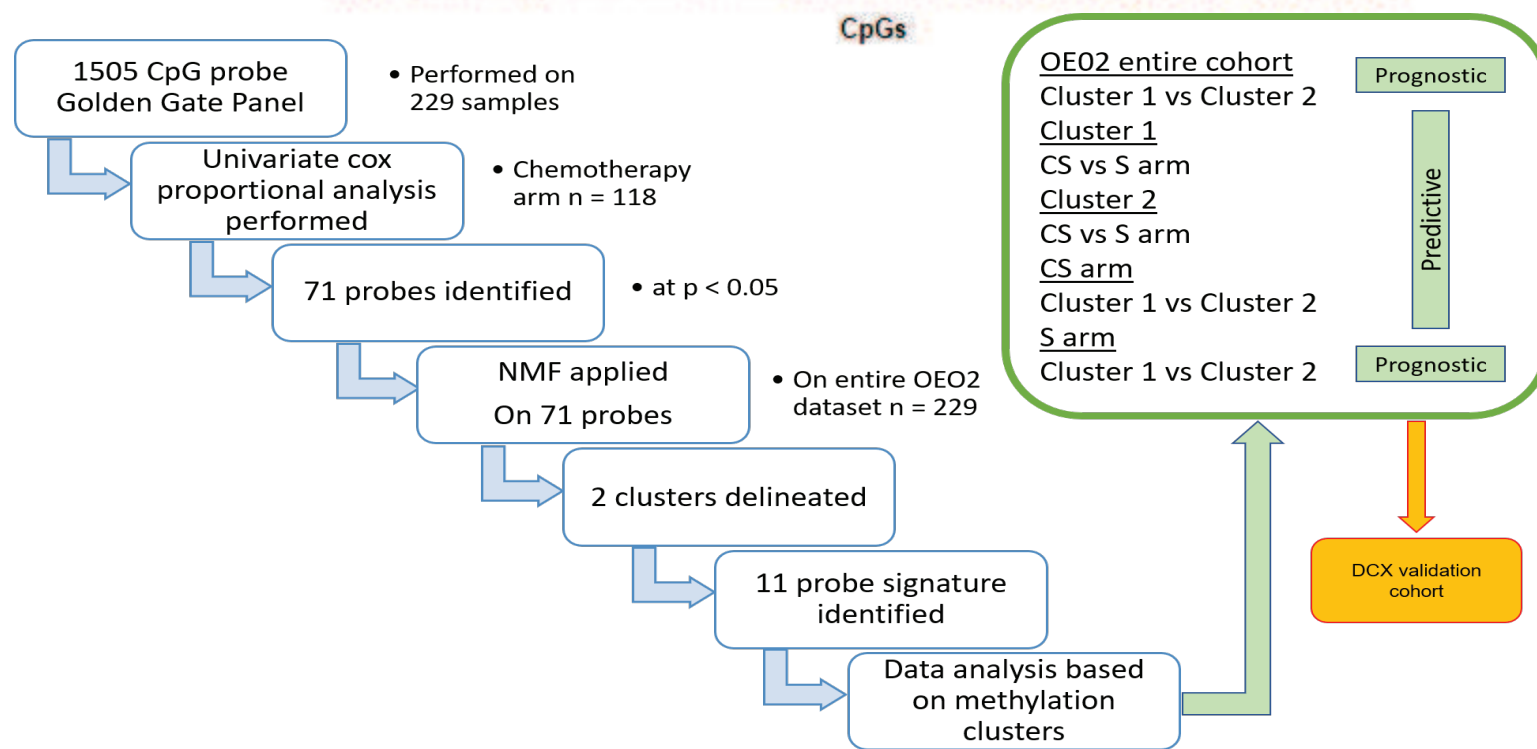 CpGs
1505 CpG probe
Golden Gate Panel
• Performed on
229 samples
Univariate cox
proportional analysis
performed
• Chemotherapy
arm n = 118
71 probes identified
• at p < 0.05
NMF applied
On 71 probes
• On entire OEO2
dataset n = 229
2 clusters delineated
11 probe signature
identified
Data analysis based
on methylation
clusters
OE02 entire cohort
Cluster 1 vs Cluster 2
Cluster 1
CS vs S arm
Cluster 2
CS vs S arm
CS arm
Cluster 1 vs Cluster 2
S arm
Cluster 1 vs Cluster 2
Prognostic
Predictive
Prognostic
DCX validation
cohort